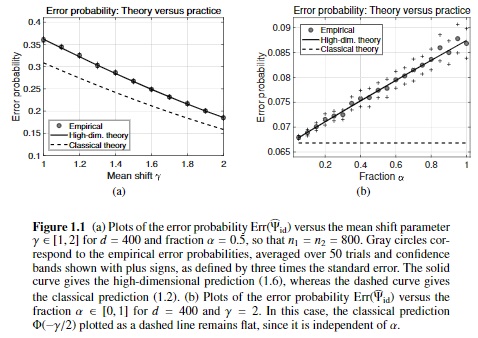 Error probability: Theory versus practice
Error probability
0.4
0.35
0.3
0.25
0.2
0.15
0.1
Empirical
High-dim. theory
Classical theory
1 1.2 1.4 1.6 1.8 2
Mean shift γ
(a)
Error probability: Theory versus practice
Error probability
0.09
0.085
0.08
0.075
0.07
0.065
Empirical
High-dim. theory
Classical theory
0.2 0.4 0.6 0.8 1
Fraction α
(b)
Figure 1.1 (a) Plots of the error probability Err(Ψ̂id) versus the mean shift parameter
γ ∈ [1, 2] for d = 400 and fraction α = 0.5, so that n1 = n2 = 800. Gray circles cor-
respond to the empirical error probabilities, averaged over 50 trials and confidence
bands shown with plus signs, as defined by three times the standard error. The solid
curve gives the high-dimensional prediction (1.6), whereas the dashed curve gives
the classical prediction (1.2). (b) Plots of the error probability Err(Ψ̂id) versus the
fraction α ∈ [0, 1] for d = 400 and γ = 2. In this case, the classical prediction
Φ(−γ/2) plotted as a dashed line remains flat, since it is independent of α.